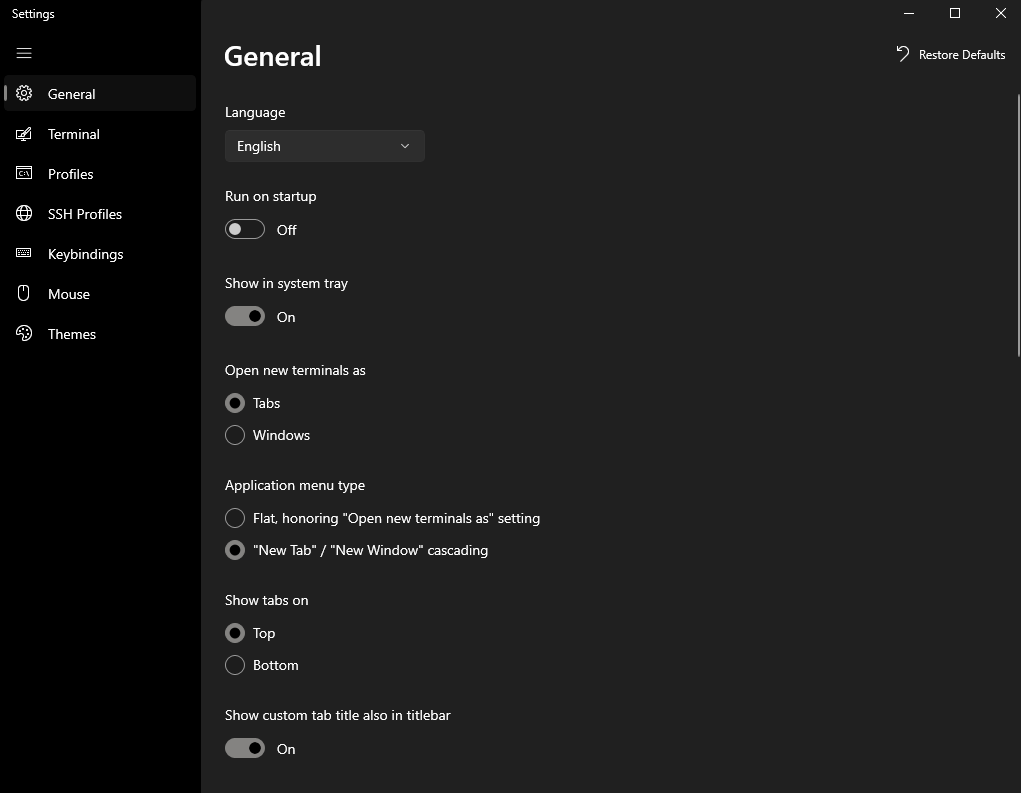 Settings
General
Terminal
Profiles
SSH Profiles
Keybindings
Mouse
Themes
General
Restore Defaults
Language
English
Run on startup
Off
Show in system tray
On
Open new terminals as
Tabs
Windows
Application menu type
Flat, honoring "Open new terminals as" setting
"New Tab" / "New Window" cascading
Show tabs on
Top
Bottom
Show custom tab title also in titlebar
On